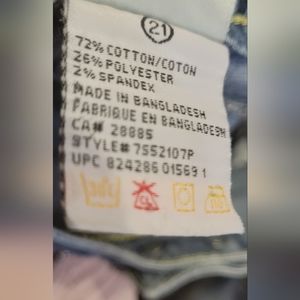 21
72% COTTON/COTON
26% POLYESTER
2% SPANDEX
MADE IN BANGLADESH
FABRIQUE EN BANGLADESH
CA# 28885
STYLE# 7552107P
UPC 824286 01569 1